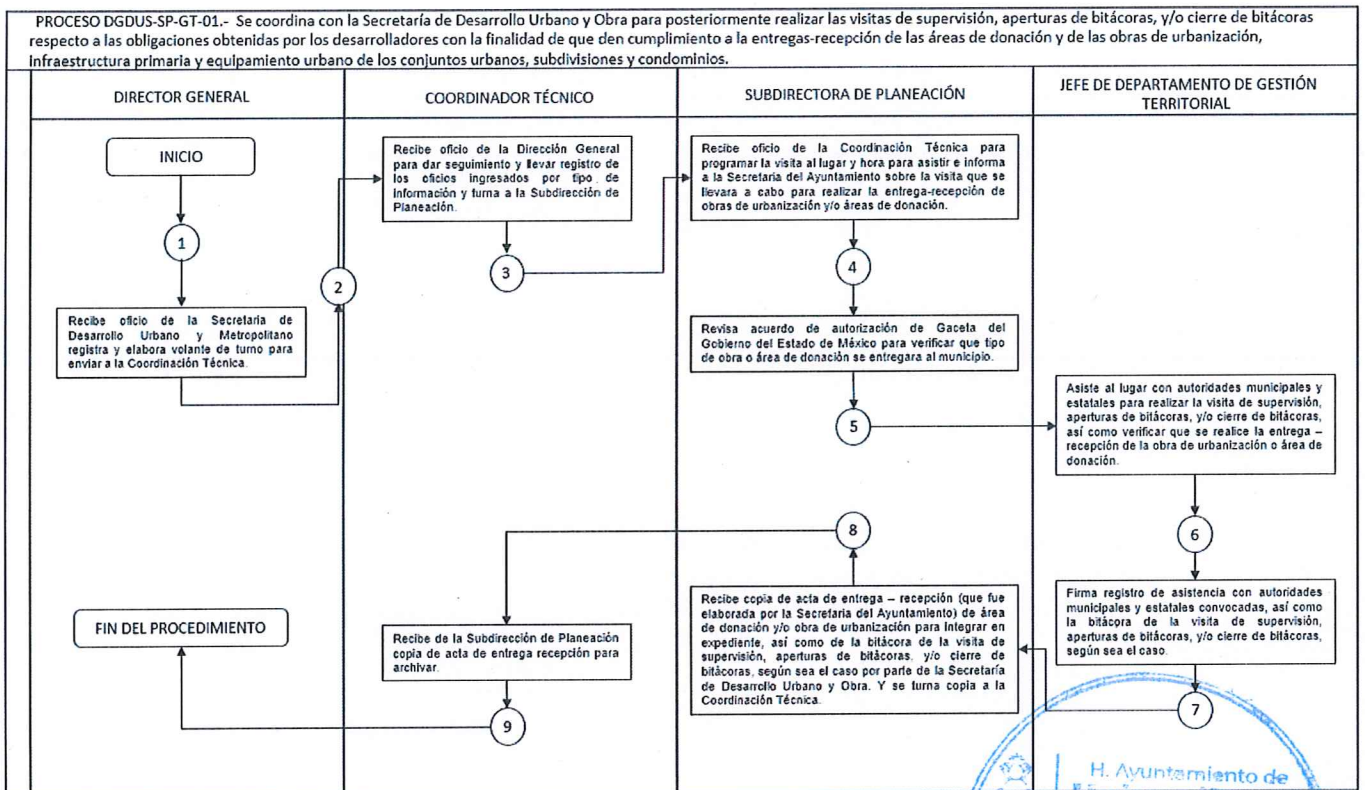 PROCESO DGDUS-SP-GT-01.- Se coordina con la Secretaría de Desarrollo Urbano y Obra para posteriormente realizar las visitas de supervisión, aperturas de bitácoras, y/o cierre de bitácoras
respecto a las obligaciones obtenidas por los desarrolladores con la finalidad de que den cumplimiento a la entregas-recepción de las áreas de donación y de las obras de urbanización,
infraestructura primaria y equipamiento urbano de los conjuntos urbanos, subdivisiones y condominios.
DIRECTOR GENERAL
COORDINADOR TÉCNICO
SUBDIRECTORA DE PLANEACIÓN
JEFE DE DEPARTAMENTO DE GESTIÓN
TERRITORIAL
INICIO
1
Recibe oficio de la Secretaria de
Desarrollo Urbano y Metropolitano
registra y elabora volante de turno para
enviar a la Coordinación Técnica.
2
Recibe oficio de la Dirección General
para dar seguimiento y llevar registro de
los oficios ingresados por tipo de
Información y turna a la Subdirección de
Planeación.
3
Recibe oficio de la Coordinación Técnica para
programar la visita al lugar y hora para asistir e informa
a la Secretaria del Ayuntamiento sobre la visita que se
llevara a cabo para realizar la entrega-recepción de
obras de urbanización y/o áreas de donación.
4
Revisa acuerdo de autorización de Gaceta del
Gobierno del Estado de México para verificar que tipo
de obra o área de donación se entregara al municipio.
5
Asiste al lugar con autoridades municipales y
estatales para realizar la visita de supervisión,
aperturas de bitácoras, y/o cierre de bitácoras,
así como verificar que se realice la entrega –
recepción de la obra de urbanización o área de
donación.
6
Firma registro de asistencia con autoridades
municipales y estatales convocadas, así como
la bitácora de la visita de supervisión,
aperturas de bitácoras, y/o cierre de bitácoras,
según sea el caso.
7
Recibe copia de acta de entrega – recepción (que fue
elaborada por la Secretaria del Ayuntamiento) de área
de donación y/o obra de urbanización para integrar en
expediente, así como de la bitácora de la visita de
supervisión, aperturas de bitácoras, y/o cierre de
bitácoras, según sea el caso por parte de la Secretaría
de Desarrollo Urbano y Obra. Y se turna copia a la
Coordinación Técnica.
8
Recibe de la Subdirección de Planeación
copia de acta de entrega recepción para
archivar.
9
FIN DEL PROCEDIMIENTO
H. Ayuntamiento de